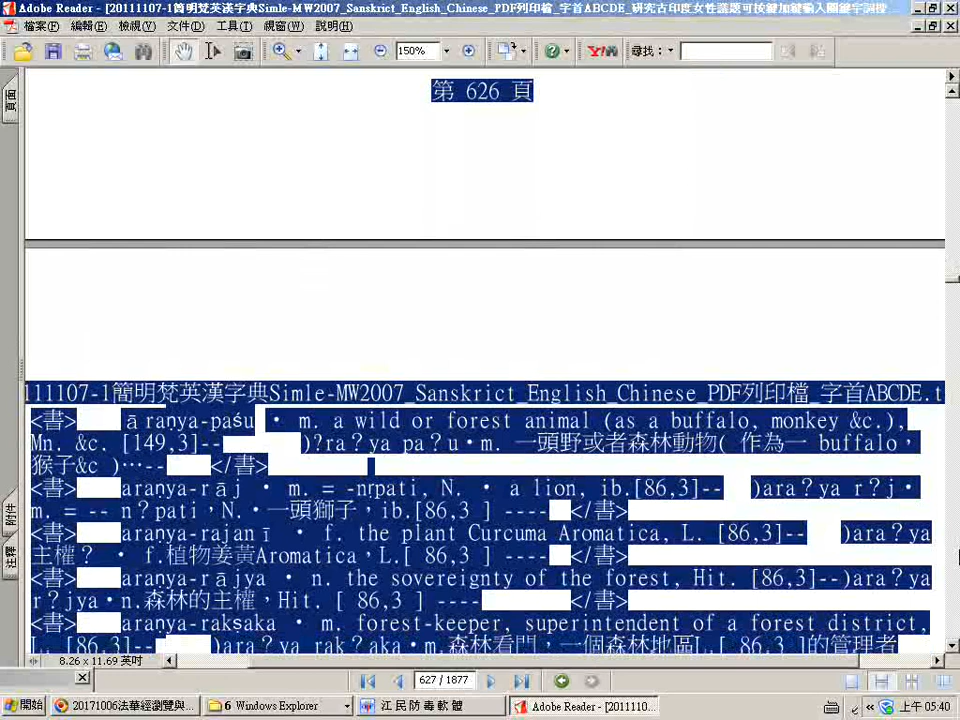 Adobe Reader - [20111107-1簡明梵英漢字典Simle-MW2007_Sanskrict_English_Chinese_PDF列印檔_字首ABCDE_研究古印度女性議題可按鍵加鍵輸入關鍵字詞搜
檔案(F) 編輯(E) 檢視(V) 文件(D) 工具(T) 視窗(W) 說明(H)
150% Y! 尋找：
頁面
第 626 頁
111107-1簡明梵英漢字典Simle-MW2007_Sanskrict_English_Chinese_PDF列印檔_字首ABCDE.t
<書> āraṇya-paśu • m. a wild or forest animal (as a buffalo, monkey &c.),
Mn. &c. [149,3]-- )?ra？ya pa？u•m. 一頭野或者森林動物( 作為一 buffalo，
猴子&c )…-- </書>
<書> araṇya-rāj • m. = -nṛpati, N. • a lion, ib.[86,3]-- )ara？ya r？j•
m. = -- n？pati，N.•一頭獅子，ib.[86,3 ] ---- </書>
<書> araṇya-rajanī • f. the plant Curcuma Aromatica, L. [86,3]-- )ara？ya
主權？ • f.植物姜黃Aromatica，L.[ 86,3 ] ---- </書>
<書> araṇya-rājya • n. the sovereignty of the forest, Hit. [86,3]--)ara？ya
r？jya•n.森林的主權，Hit. [ 86,3 ] ---- </書>
<書> araṇya-rakṣaka • m. forest-keeper, superintendent of a forest district,
L. [86,3]-- )ara？ya rak？aka•m.森林看門，一個森林地區[L. [ 86,3 ]的管理者
附件
注釋
8.26 x 11.69 英吋
627 / 1877
開始 20171006法華經瀏覽與... 6 Windows Explorer 江民防毒軟體 Adobe Reader - [2011110... 上午 05:40